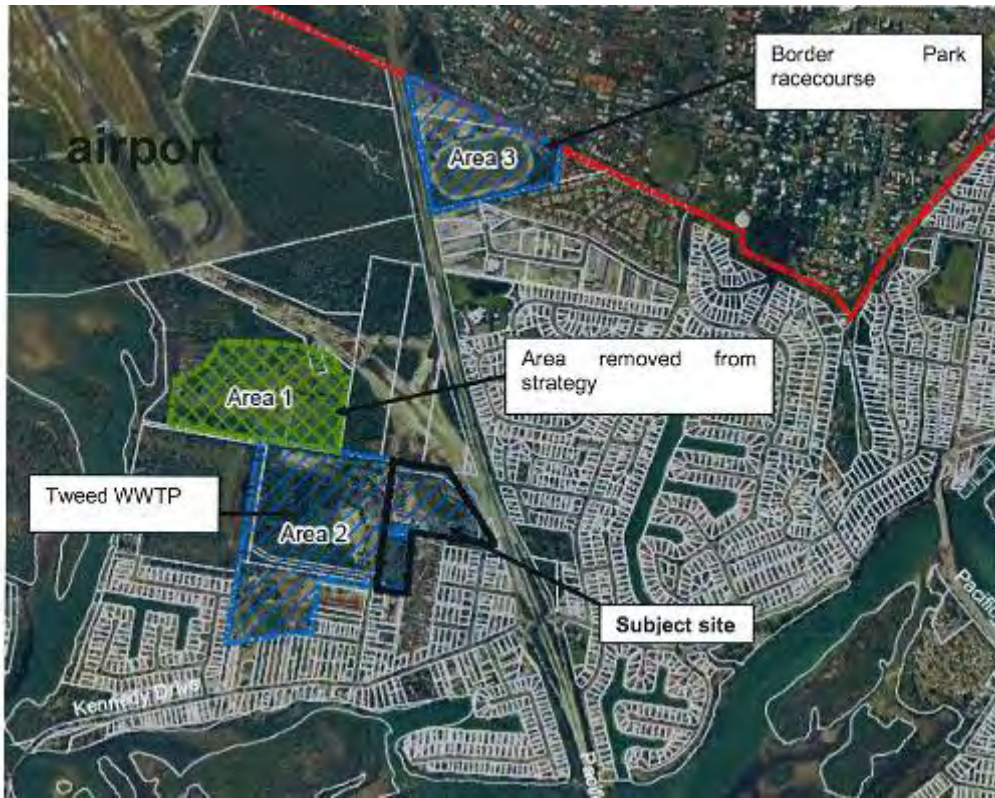 Border Park
racecourse
airport
Area 3
Area removed from
strategy
Area 1
Tweed WWTP
Area 2
Subject site
Pacific
Kennedy Drive